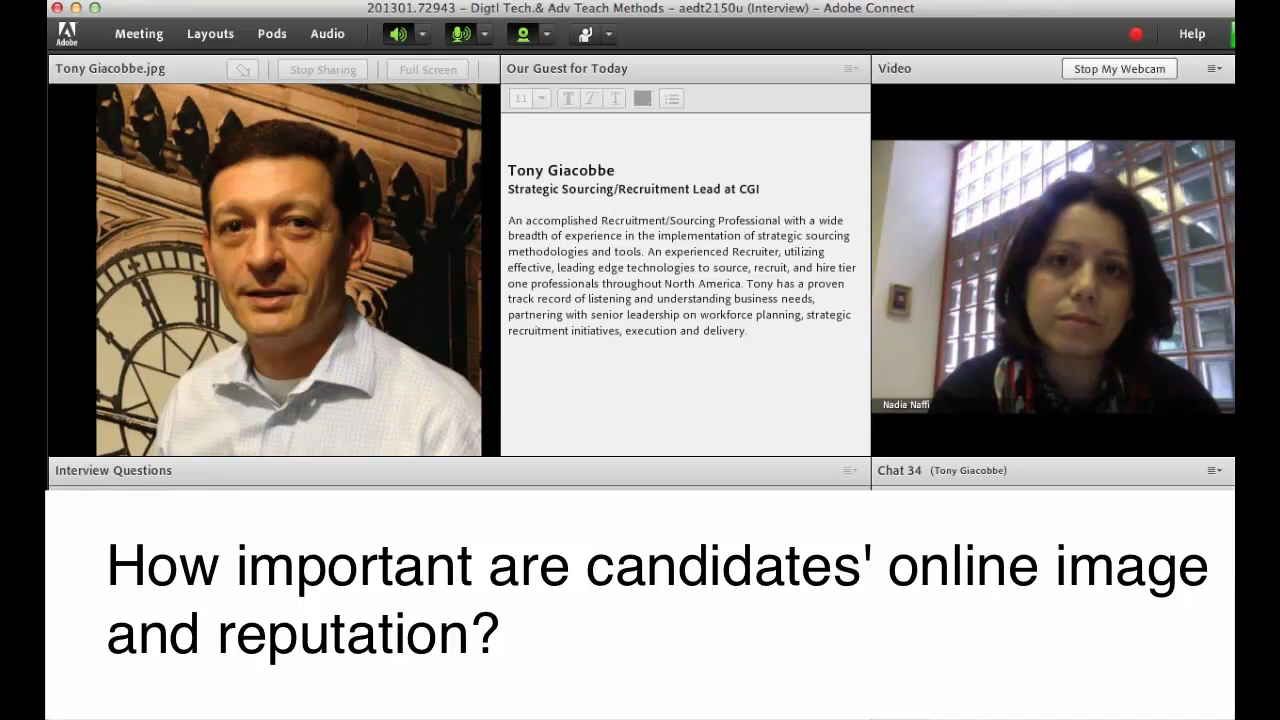 201301.72943 – Digtl Tech.& Adv Teach Methods – aedt2150u (Interview) – Adobe Connect
Adobe
Meeting Layouts Pods Audio Help
Tony Giacobbe.jpg Stop Sharing Full Screen
Our Guest for Today
Video Stop My Webcam
11 T T T
Tony Giacobbe
Strategic Sourcing/Recruitment Lead at CGI
An accomplished Recruitment/Sourcing Professional with a wide
breadth of experience in the implementation of strategic sourcing
methodologies and tools. An experienced Recruiter, utilizing
effective, leading edge technologies to source, recruit, and hire tier
one professionals throughout North America. Tony has a proven
track record of listening and understanding business needs,
partnering with senior leadership on workforce planning, strategic
recruitment initiatives, execution and delivery.
Nadia Naffi
Interview Questions
Chat 34 (Tony Giacobbe)
How important are candidates' online image
and reputation?